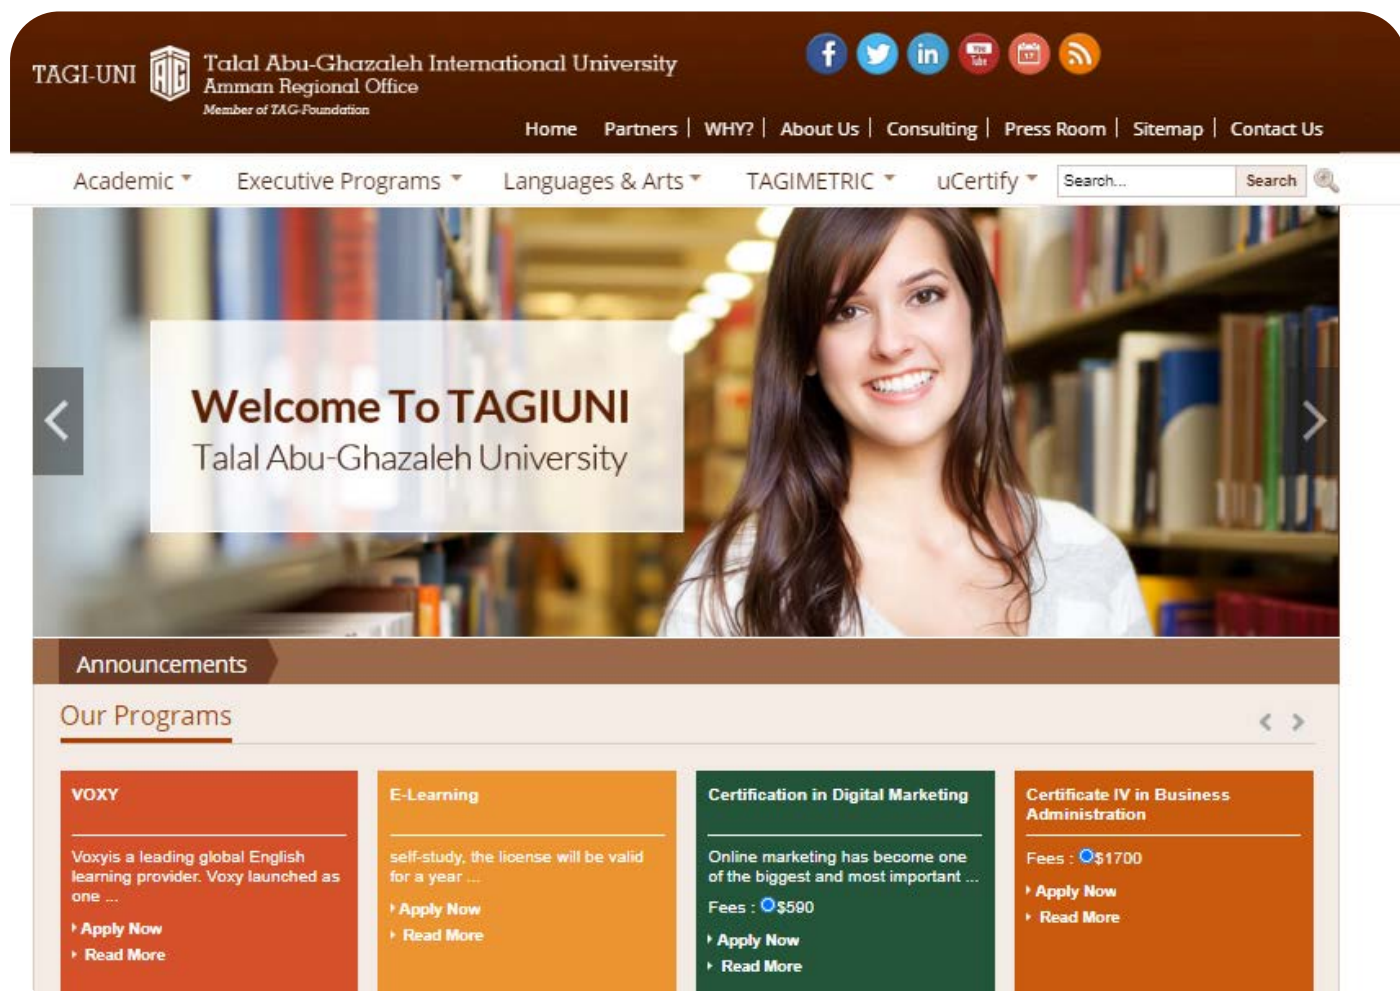 TAGI-UNI
Talal Abu-Ghazaleh International University
Amman Regional Office
Member of TAG-Foundation
Home Partners | WHY? | About Us | Consulting | Press Room | Sitemap | Contact Us
Academic Executive Programs Languages & Arts TAGIMETRIC uCertify Search... Search
Welcome To TAGIUNI
Talal Abu-Ghazaleh University
Announcements
Our Programs
VOXY
Voxyis a leading global English
learning provider. Voxy launched as
one ...
Apply Now
Read More
E-Learning
self-study, the license will be valid
for a year ...
Apply Now
Read More
Certification in Digital Marketing
Online marketing has become one
of the biggest and most important ...
Fees : $590
Apply Now
Read More
Certificate IV in Business
Administration
Fees : $1700
Apply Now
Read More